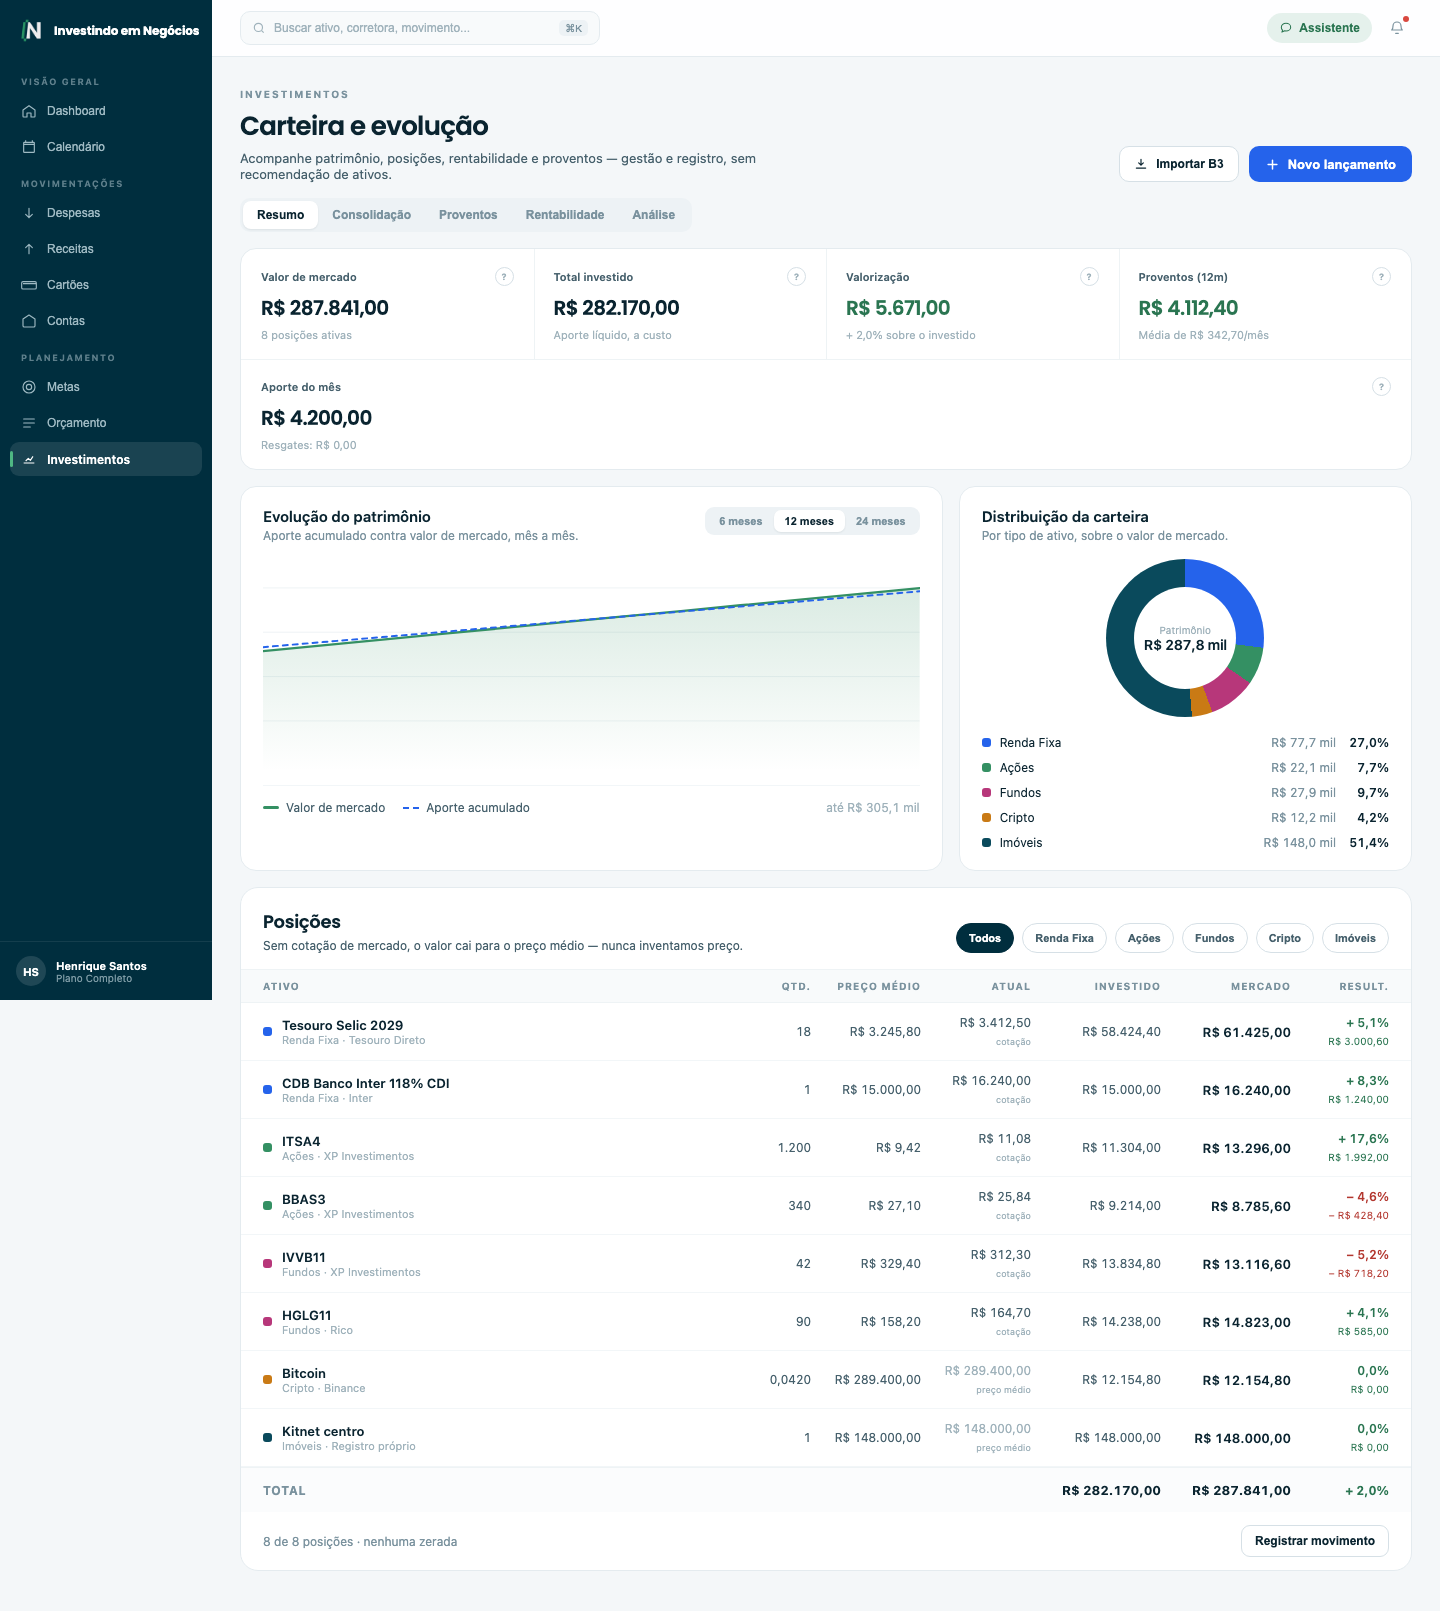 Investindo em Negócios
VISÃO GERAL
Dashboard
Calendário
MOVIMENTAÇÕES
Despesas
Receitas
Cartões
Contas
PLANEJAMENTO
Metas
Orçamento
Investimentos
HS
Henrique Santos
Plano Completo
Buscar ativo, corretora, movimento...
⌘K
Assistente
INVESTIMENTOS
Carteira e evolução
Acompanhe patrimônio, posições, rentabilidade e proventos — gestão e registro, sem
recomendação de ativos.
Importar B3
Novo lançamento
Resumo Consolidação Proventos Rentabilidade Análise
Valor de mercado ?
R$ 287.841,00
8 posições ativas
Total investido ?
R$ 282.170,00
Aporte líquido, a custo
Valorização ?
R$ 5.671,00
+ 2,0% sobre o investido
Proventos (12m) ?
R$ 4.112,40
Média de R$ 342,70/mês
Aporte do mês ?
R$ 4.200,00
Resgates: R$ 0,00
Evolução do patrimônio
Aporte acumulado contra valor de mercado, mês a mês.
6 meses 12 meses 24 meses
Valor de mercado Aporte acumulado até R$ 305,1 mil
Distribuição da carteira
Por tipo de ativo, sobre o valor de mercado.
Patrimônio
R$ 287,8 mil
Renda Fixa R$ 77,7 mil 27,0%
Ações R$ 22,1 mil 7,7%
Fundos R$ 27,9 mil 9,7%
Cripto R$ 12,2 mil 4,2%
Imóveis R$ 148,0 mil 51,4%
Posições
Sem cotação de mercado, o valor cai para o preço médio — nunca inventamos preço.
Todos Renda Fixa Ações Fundos Cripto Imóveis
ATIVO QTD. PREÇO MÉDIO ATUAL INVESTIDO MERCADO RESULT.
Tesouro Selic 2029 18 R$ 3.245,80 R$ 3.412,50 R$ 58.424,40 R$ 61.425,00 + 5,1%
Renda Fixa · Tesouro Direto cotação R$ 3.000,60
CDB Banco Inter 118% CDI 1 R$ 15.000,00 R$ 16.240,00 R$ 15.000,00 R$ 16.240,00 + 8,3%
Renda Fixa · Inter cotação R$ 1.240,00
ITSA4 1.200 R$ 9,42 R$ 11,08 R$ 11.304,00 R$ 13.296,00 + 17,6%
Ações · XP Investimentos cotação R$ 1.992,00
BBAS3 340 R$ 27,10 R$ 25,84 R$ 9.214,00 R$ 8.785,60 − 4,6%
Ações · XP Investimentos cotação − R$ 428,40
IVVB11 42 R$ 329,40 R$ 312,30 R$ 13.834,80 R$ 13.116,60 − 5,2%
Fundos · XP Investimentos cotação − R$ 718,20
HGLG11 90 R$ 158,20 R$ 164,70 R$ 14.238,00 R$ 14.823,00 + 4,1%
Fundos · Rico cotação R$ 585,00
Bitcoin 0,0420 R$ 289.400,00 R$ 289.400,00 R$ 12.154,80 R$ 12.154,80 0,0%
Cripto · Binance preço médio R$ 0,00
Kitnet centro 1 R$ 148.000,00 R$ 148.000,00 R$ 148.000,00 R$ 148.000,00 0,0%
Imóveis · Registro próprio preço médio R$ 0,00
TOTAL R$ 282.170,00 R$ 287.841,00 + 2,0%
8 de 8 posições · nenhuma zerada
Registrar movimento